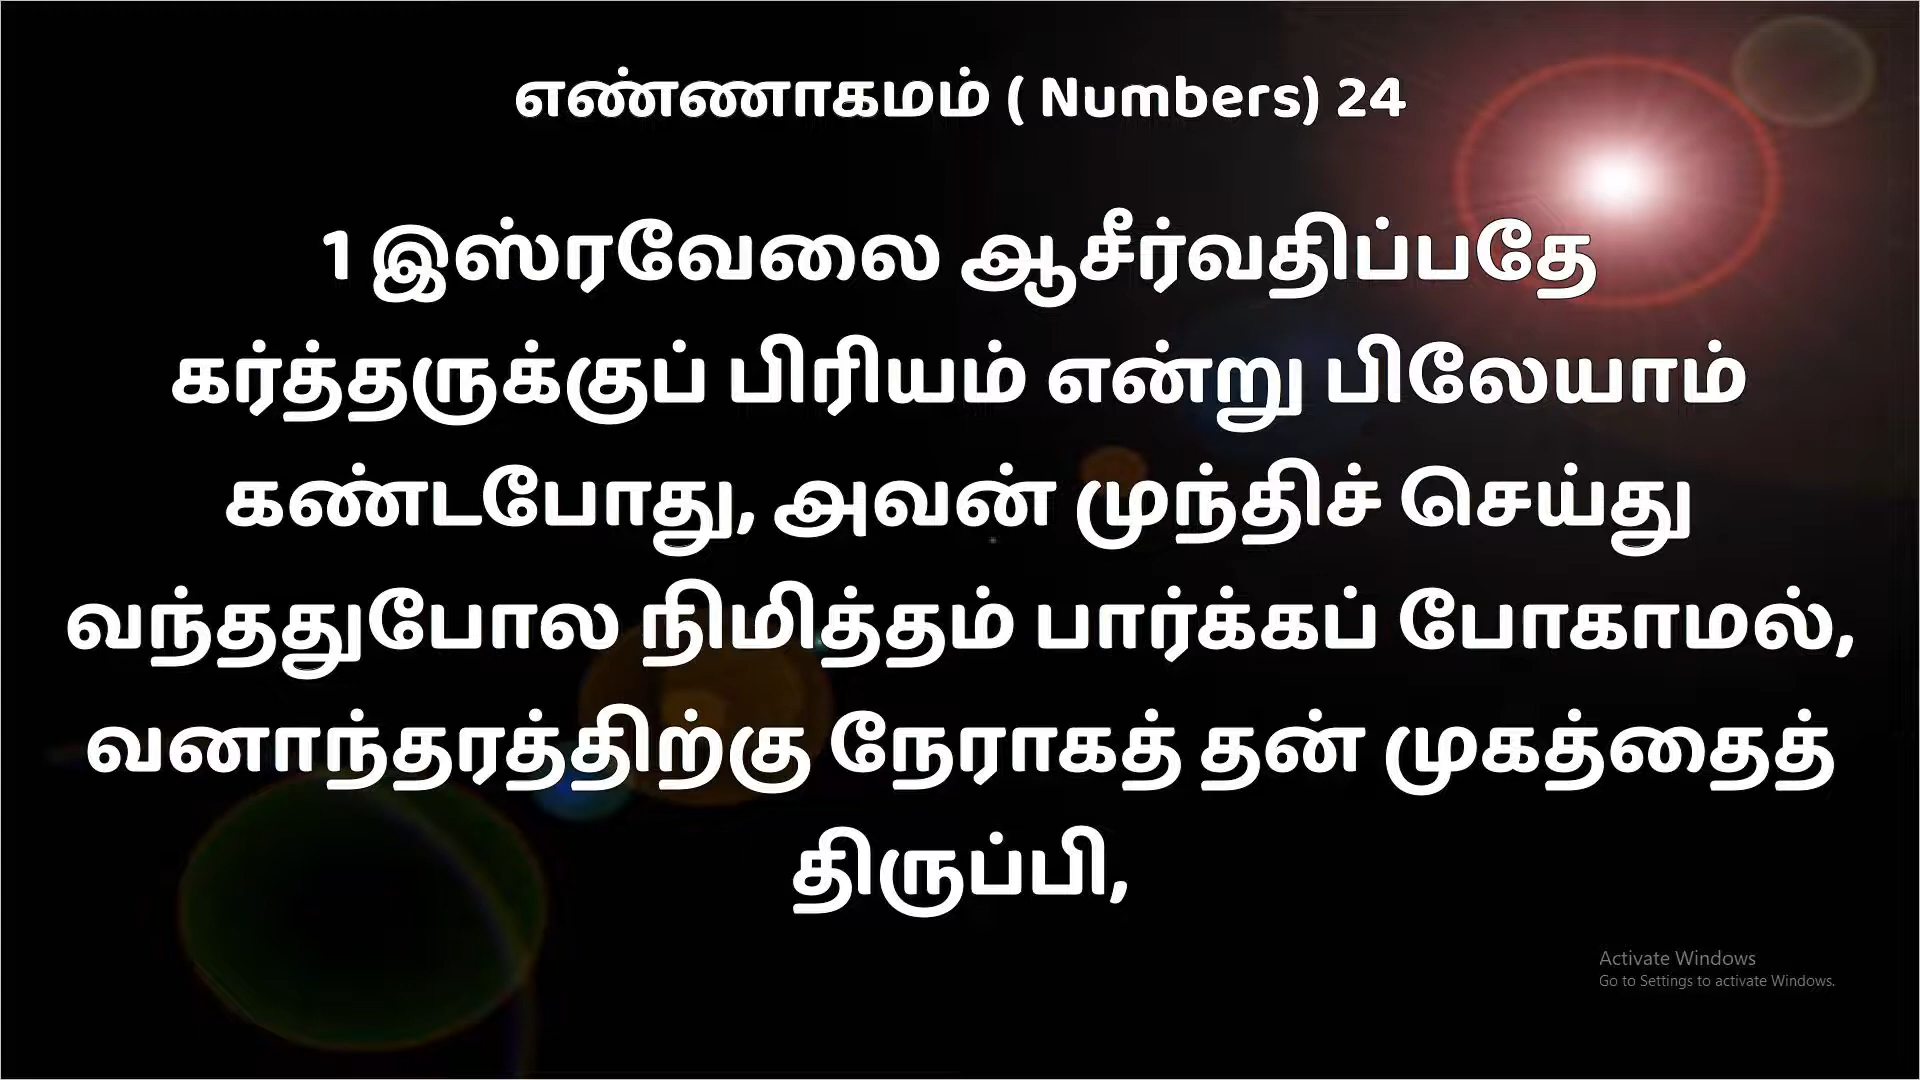 எண்ணாகமம் ( Numbers) 24
1 இஸ்ரவேலை ஆசீர்வதிப்பதே
கர்த்தருக்குப் பிரியம் என்று பிலேயாம்
கண்டபோது, அவன் முந்திச் செய்து
வந்ததுபோல நிமித்தம் பார்க்கப் போகாமல்,
வனாந்தரத்திற்கு நேராகத் தன் முகத்தைத்
திருப்பி,
Activate Windows
Go to Settings to activate Windows.